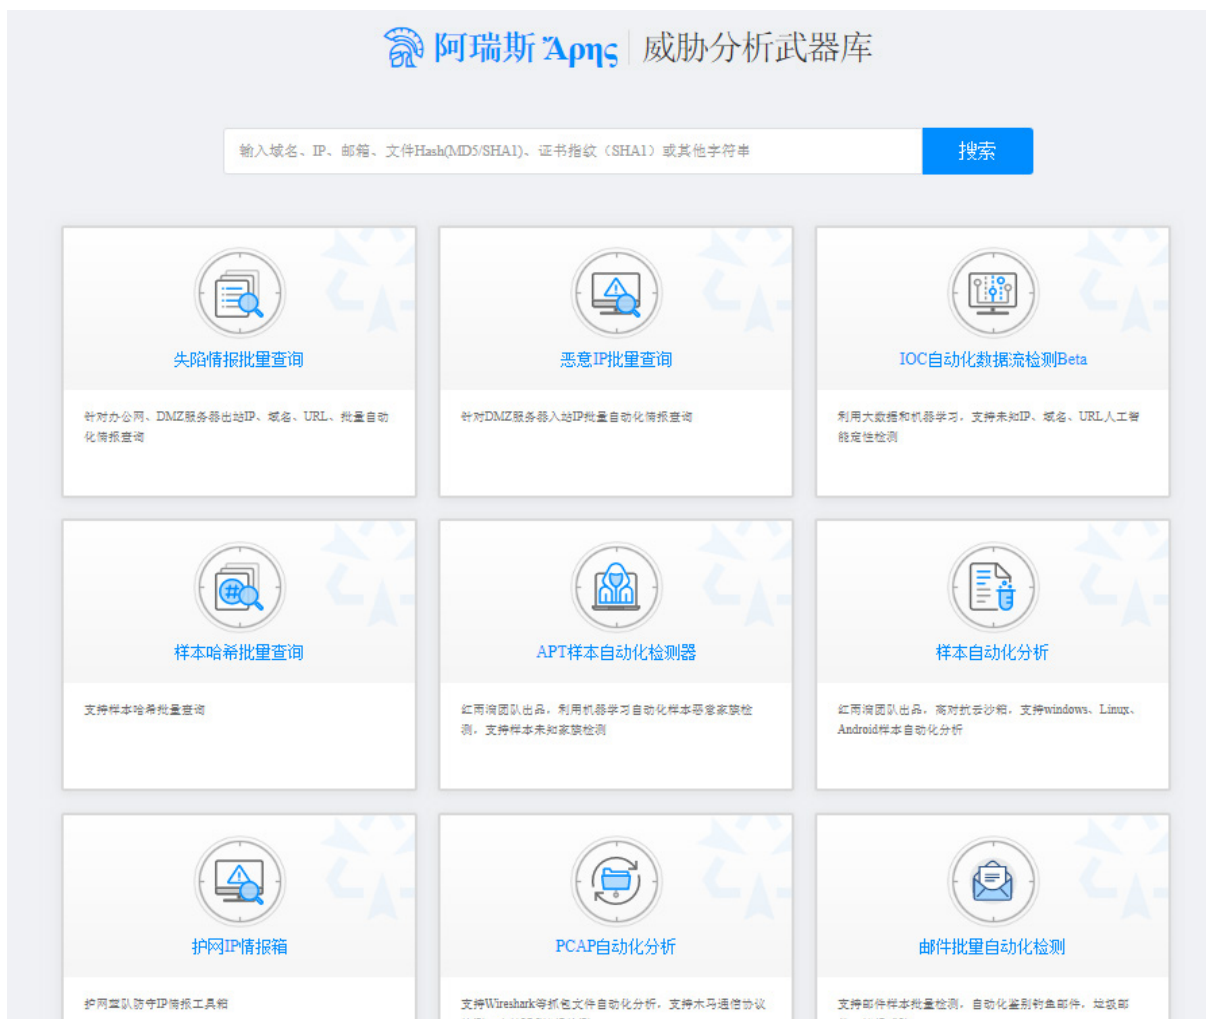 阿瑞斯 Ἄρης 威胁分析武器库
输入域名、IP、邮箱、文件Hash(MD5/SHA1)、证书指纹（SHA1）或其他字符串
搜索
失陷情报批量查询
针对办公网、DMZ服务器出站IP、域名、URL、批量自动
化情报查询
恶意IP批量查询
针对DMZ服务器入站IP批量自动化情报查询
IOC自动化数据流检测Beta
利用大数据和机器学习，支持未知IP、域名、URL人工智
能定性检测
样本哈希批量查询
支持样本哈希批量查询
APT样本自动化检测器
红雨滴团队出品，利用机器学习自动化样本恶意家族检
测，支持样本未知家族检测
样本自动化分析
红雨滴团队出品，高对抗云沙箱，支持windows、Linux、
Android样本自动化分析
护网IP情报箱
护网蓝队防守IP情报工具箱
PCAP自动化分析
支持Wireshark等抓包文件自动化分析，支持木马通信协议
邮件批量自动化检测
支持邮件样本批量检测，自动化鉴别钓鱼邮件，垃圾邮